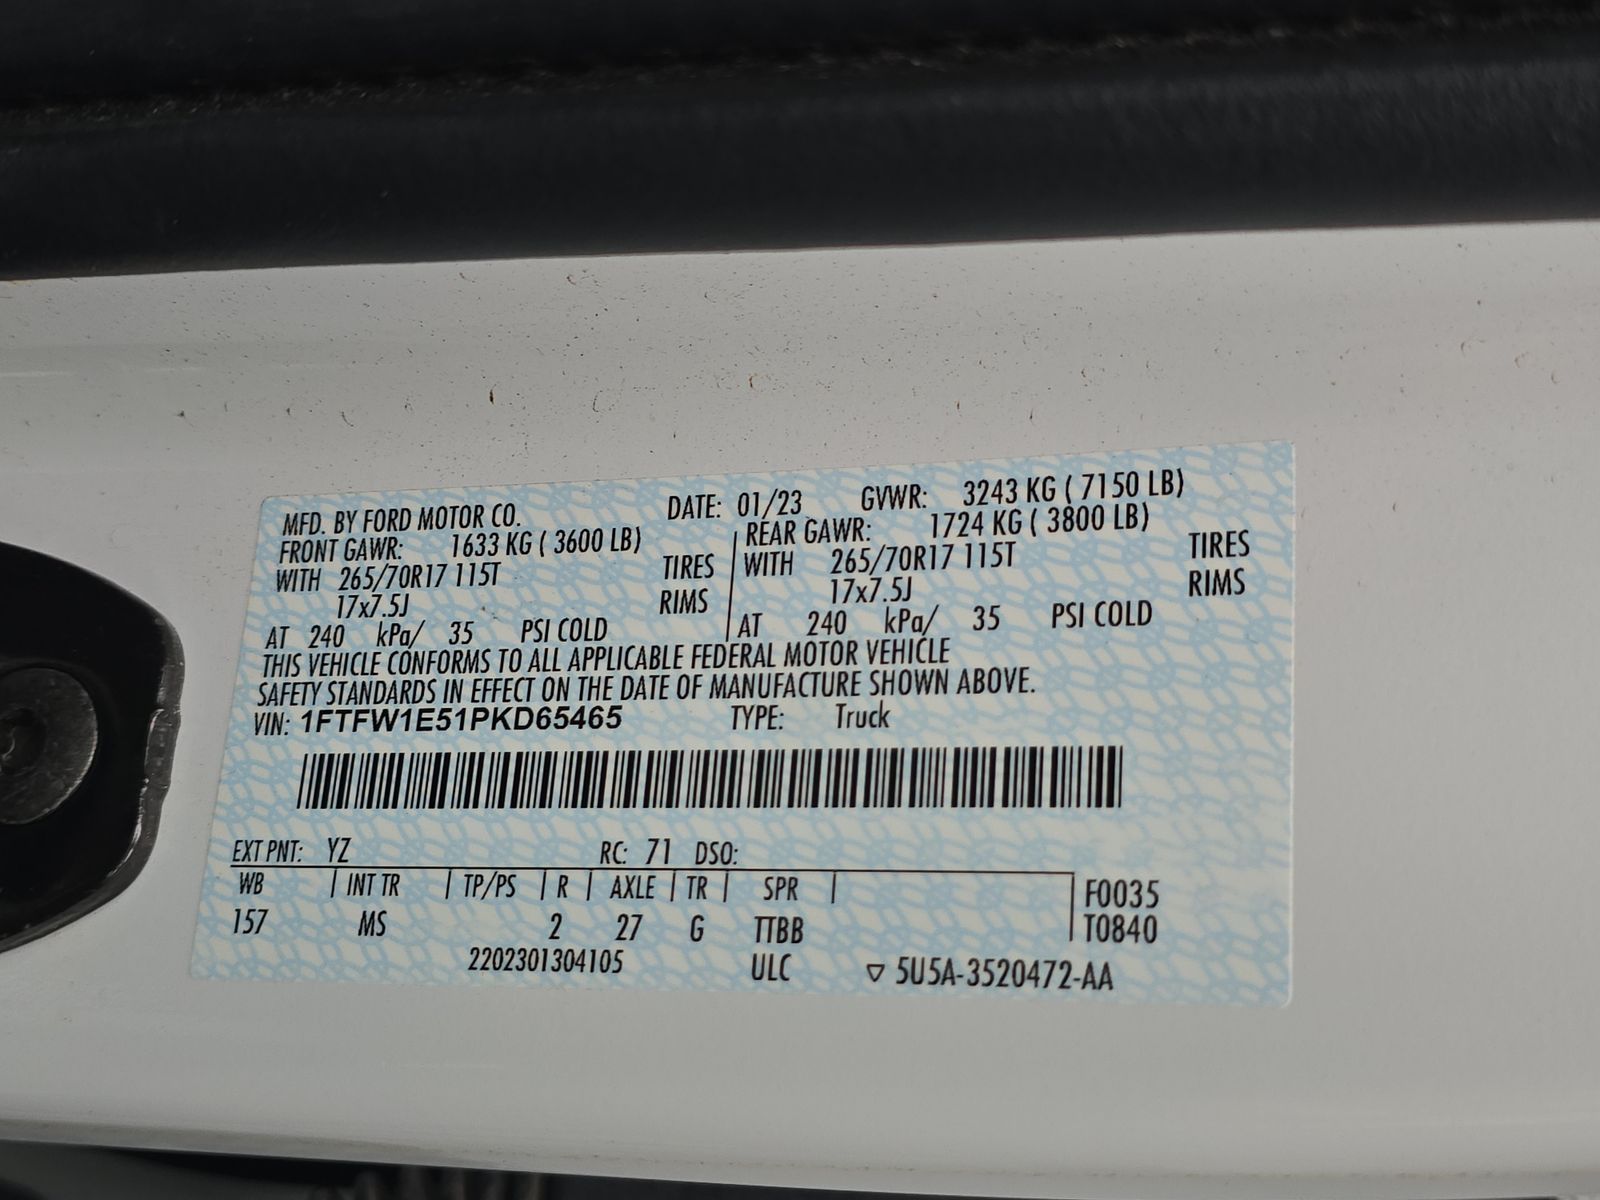 MFD. BY FORD MOTOR CO. DATE: 01/23 GVWR: 3243 KG ( 7150 LB)
FRONT GAWR: 1633 KG ( 3600 LB) REAR GAWR: 1724 KG ( 3800 LB)
WITH 265/70R17 115T TIRES WITH 265/70R17 115T TIRES
17x7.5J RIMS 17x7.5J RIMS
AT 240 kPa/ 35 PSI COLD AT 240 kPa/ 35 PSI COLD
THIS VEHICLE CONFORMS TO ALL APPLICABLE FEDERAL MOTOR VEHICLE
SAFETY STANDARDS IN EFFECT ON THE DATE OF MANUFACTURE SHOWN ABOVE.
VIN: 1FTFW1E51PKD65465 TYPE: Truck
EXT PNT: YZ RC: 71 DSO:
WB INT TR TP/PS R AXLE TR SPR F0035
157 MS 2 27 G TTBB T0840
2202301304105 ULC ▽ 5U5A-3520472-AA